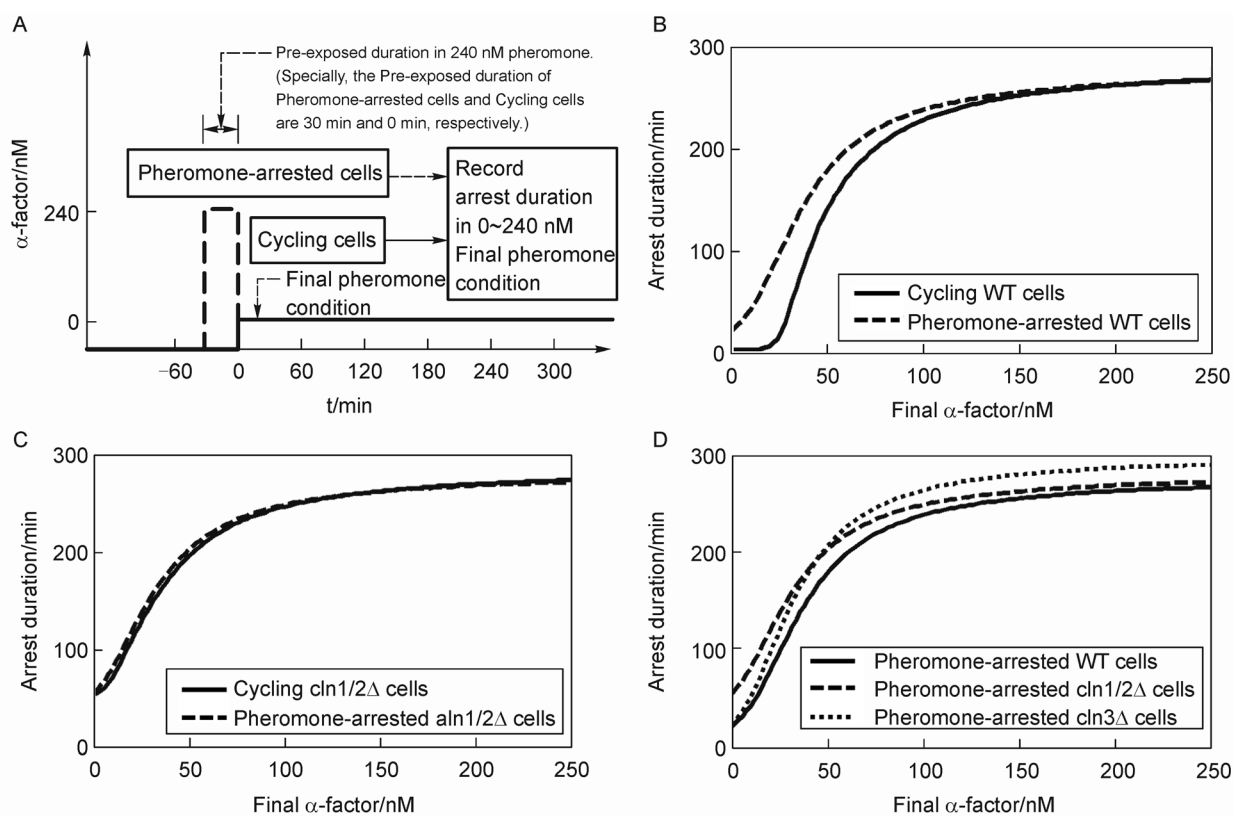 A
Pre-exposed duration in 240 nM pheromone.
(Specially, the Pre-exposed duration of
Pheromone-arrested cells and Cycling cells
are 30 min and 0 min, respectively.)
Pheromone-arrested cells
Record
arrest duration
in 0~240 nM
Final pheromone
condition
Cycling cells
Final pheromone
condition
α-factor/nM
240
0
−60 0 60 120 180 240 300
t/min
B
Arrest duration/min
300
200
100
0
Cycling WT cells
Pheromone-arrested WT cells
0 50 100 150 200 250
Final α-factor/nM
C
Arrest duration/min
300
200
100
0
Cycling cln1/2Δ cells
Pheromone-arrested aln1/2Δ cells
0 50 100 150 200 250
Final α-factor/nM
D
Arrest duration/min
300
200
100
0
Pheromone-arrested WT cells
Pheromone-arrested cln1/2Δ cells
Pheromone-arrested cln3Δ cells
0 50 100 150 200 250
Final α-factor/nM